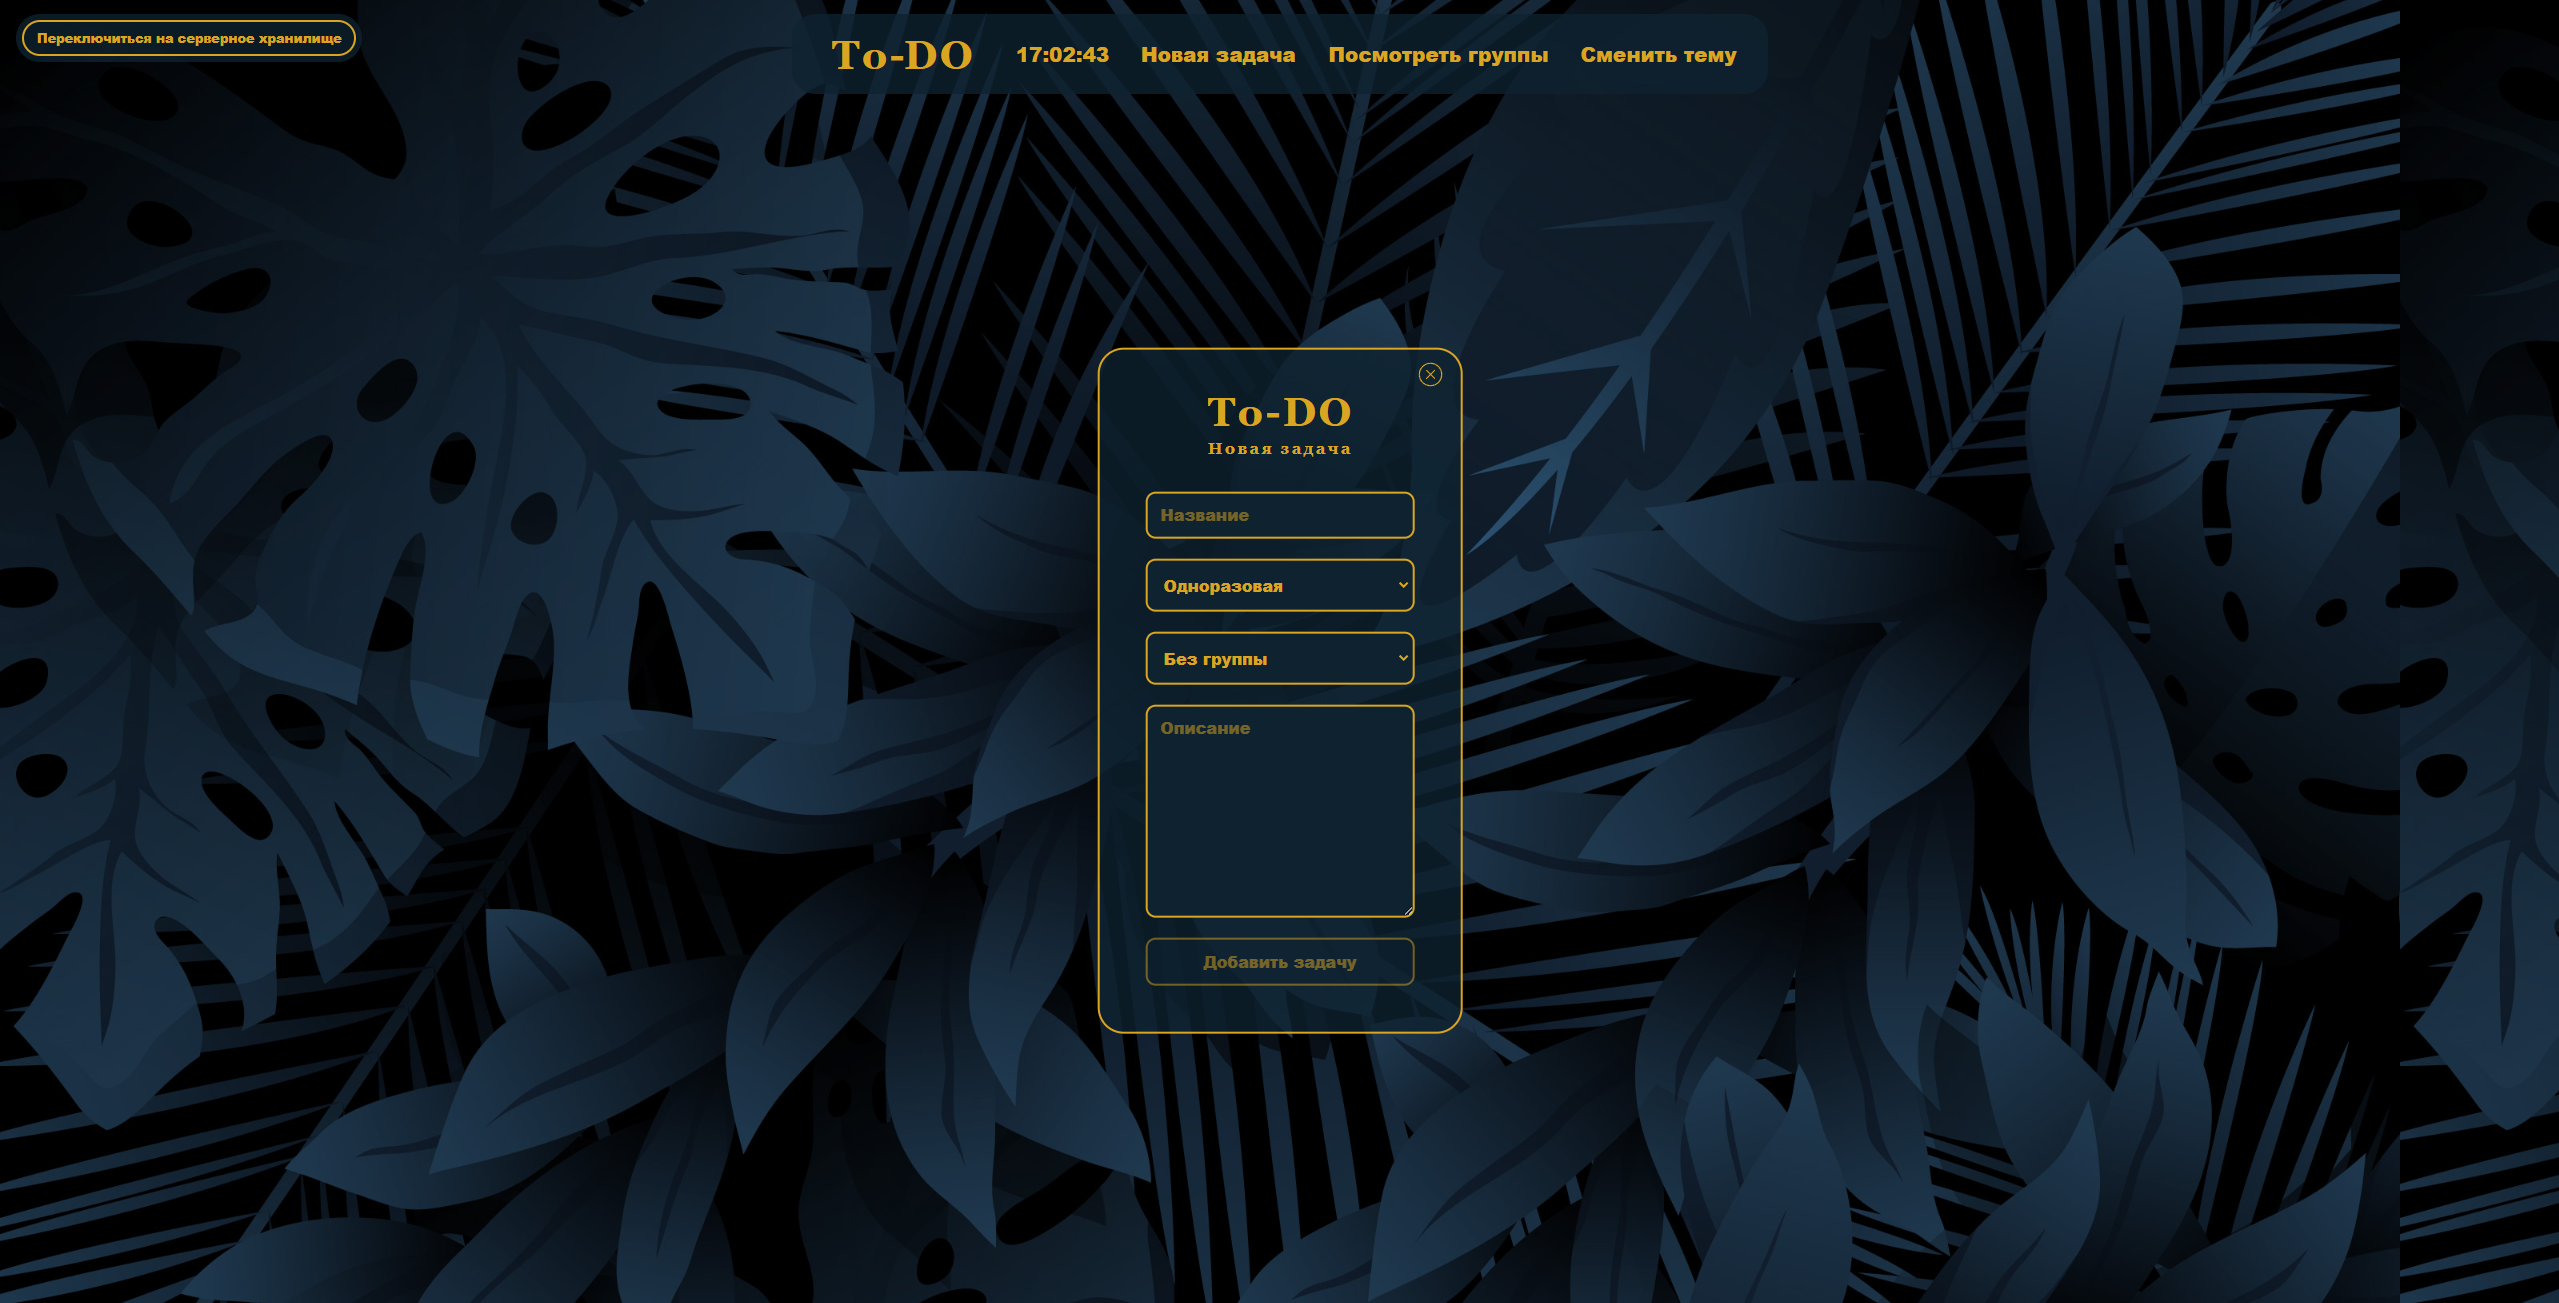 Переключиться на серверное хранилище
To-DO 17:02:43 Новая задача Посмотреть группы Сменить тему
To-DO
Новая задача
Название
Одноразовая
Без группы
Описание
Добавить задачу